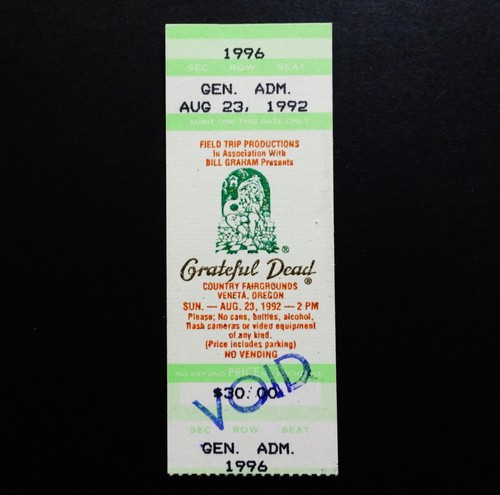 1996
SEC ROW SEAT
GEN. ADM.
AUG 23, 1992
ADMIT ONE THIS DATE ONLY
FIELD TRIP PRODUCTIONS
In Association With
BILL GRAHAM Presents
®
Grateful Dead
®
COUNTRY FAIRGROUNDS
VENETA, OREGON
SUN. — AUG. 23, 1992 — 2 PM
Please; No cans, bottles, alcohol,
flash cameras or video equipment
of any kind.
(Price includes parking)
NO VENDING
NO REFUND PRICE
$30.00
VOID
SEC ROW SEAT
GEN. ADM.
1996